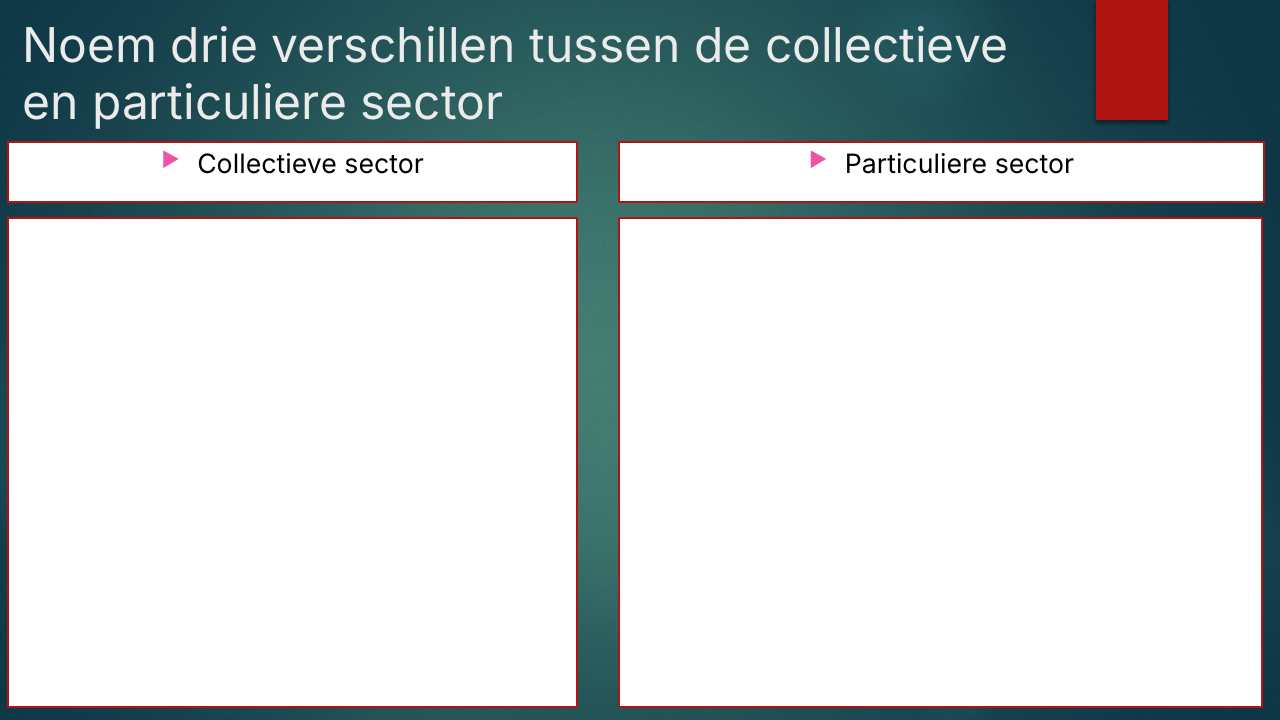 Noem drie verschillen tussen de collectieve
en particuliere sector
Collectieve sector
Particuliere sector